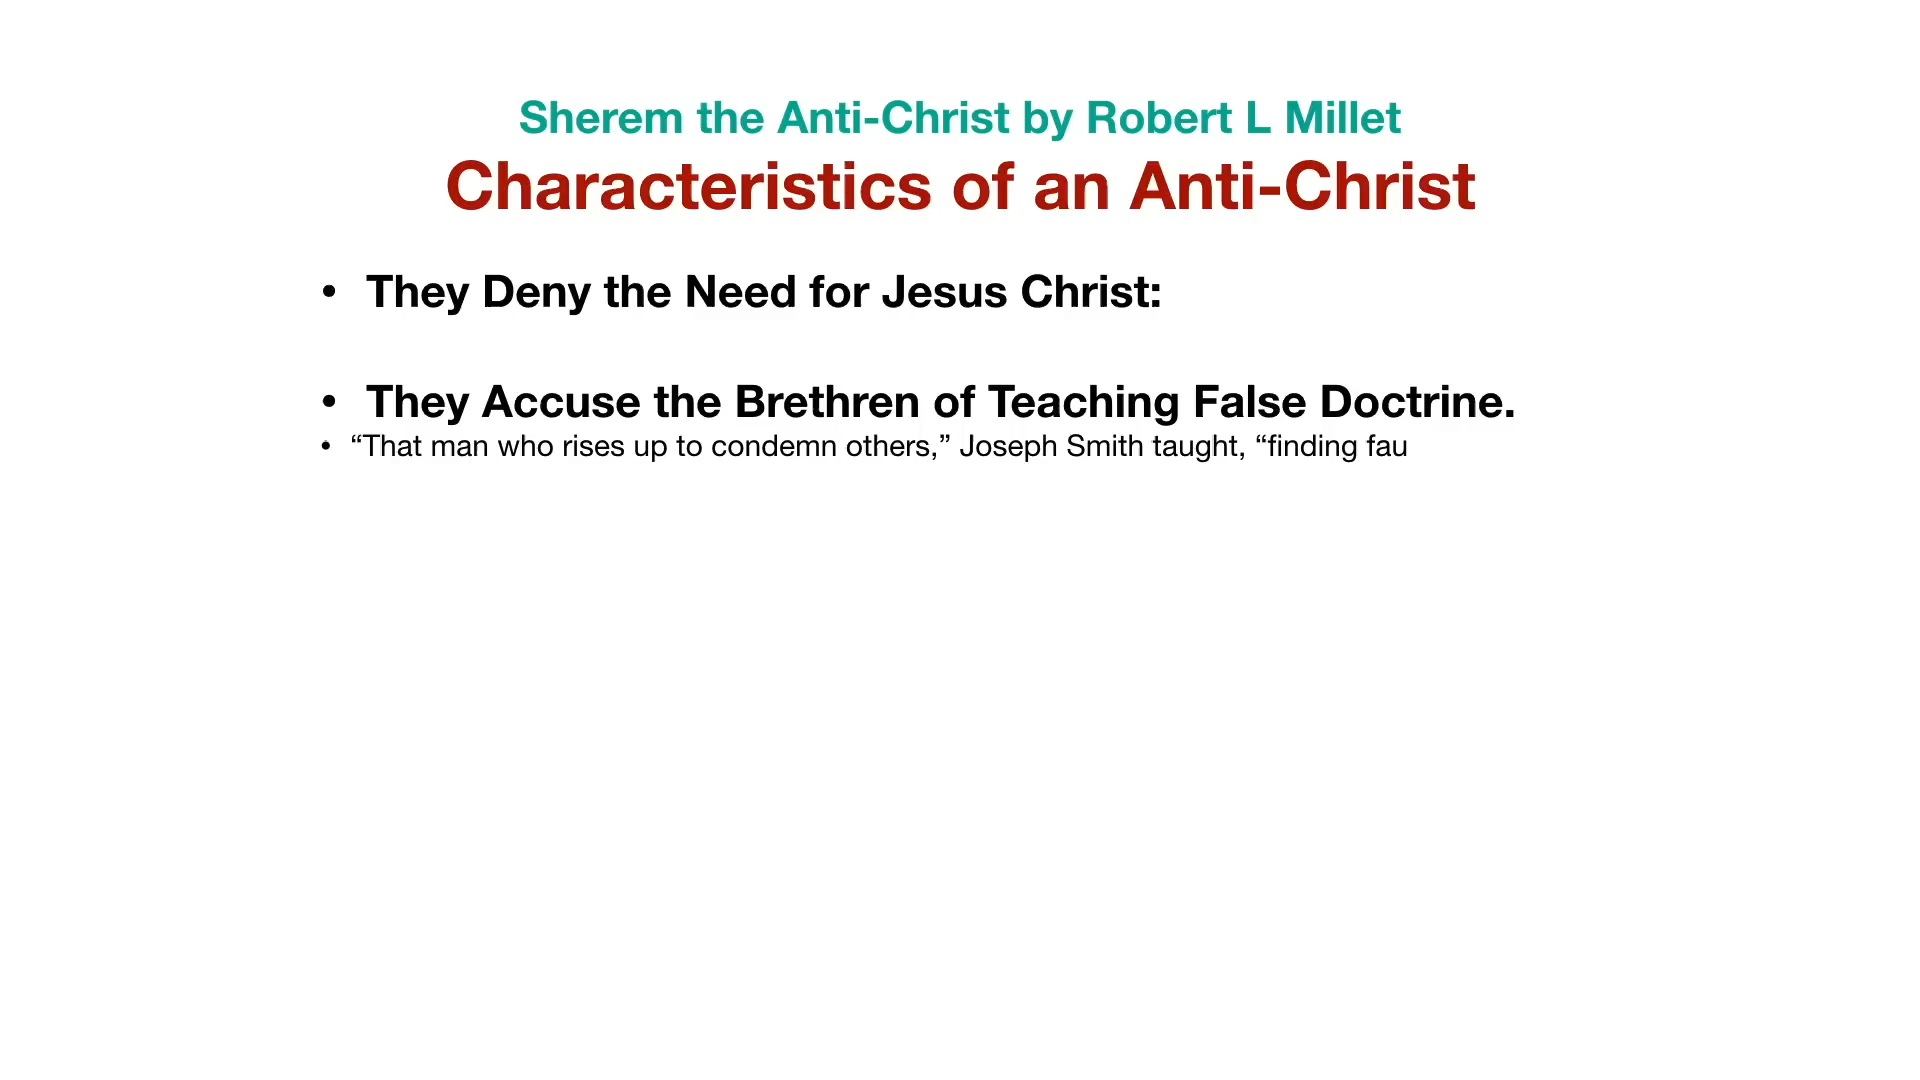 Sherem the Anti-Christ by Robert L Millet
Characteristics of an Anti-Christ
• They Deny the Need for Jesus Christ:
• They Accuse the Brethren of Teaching False Doctrine.
• “That man who rises up to condemn others,” Joseph Smith taught, “finding fau